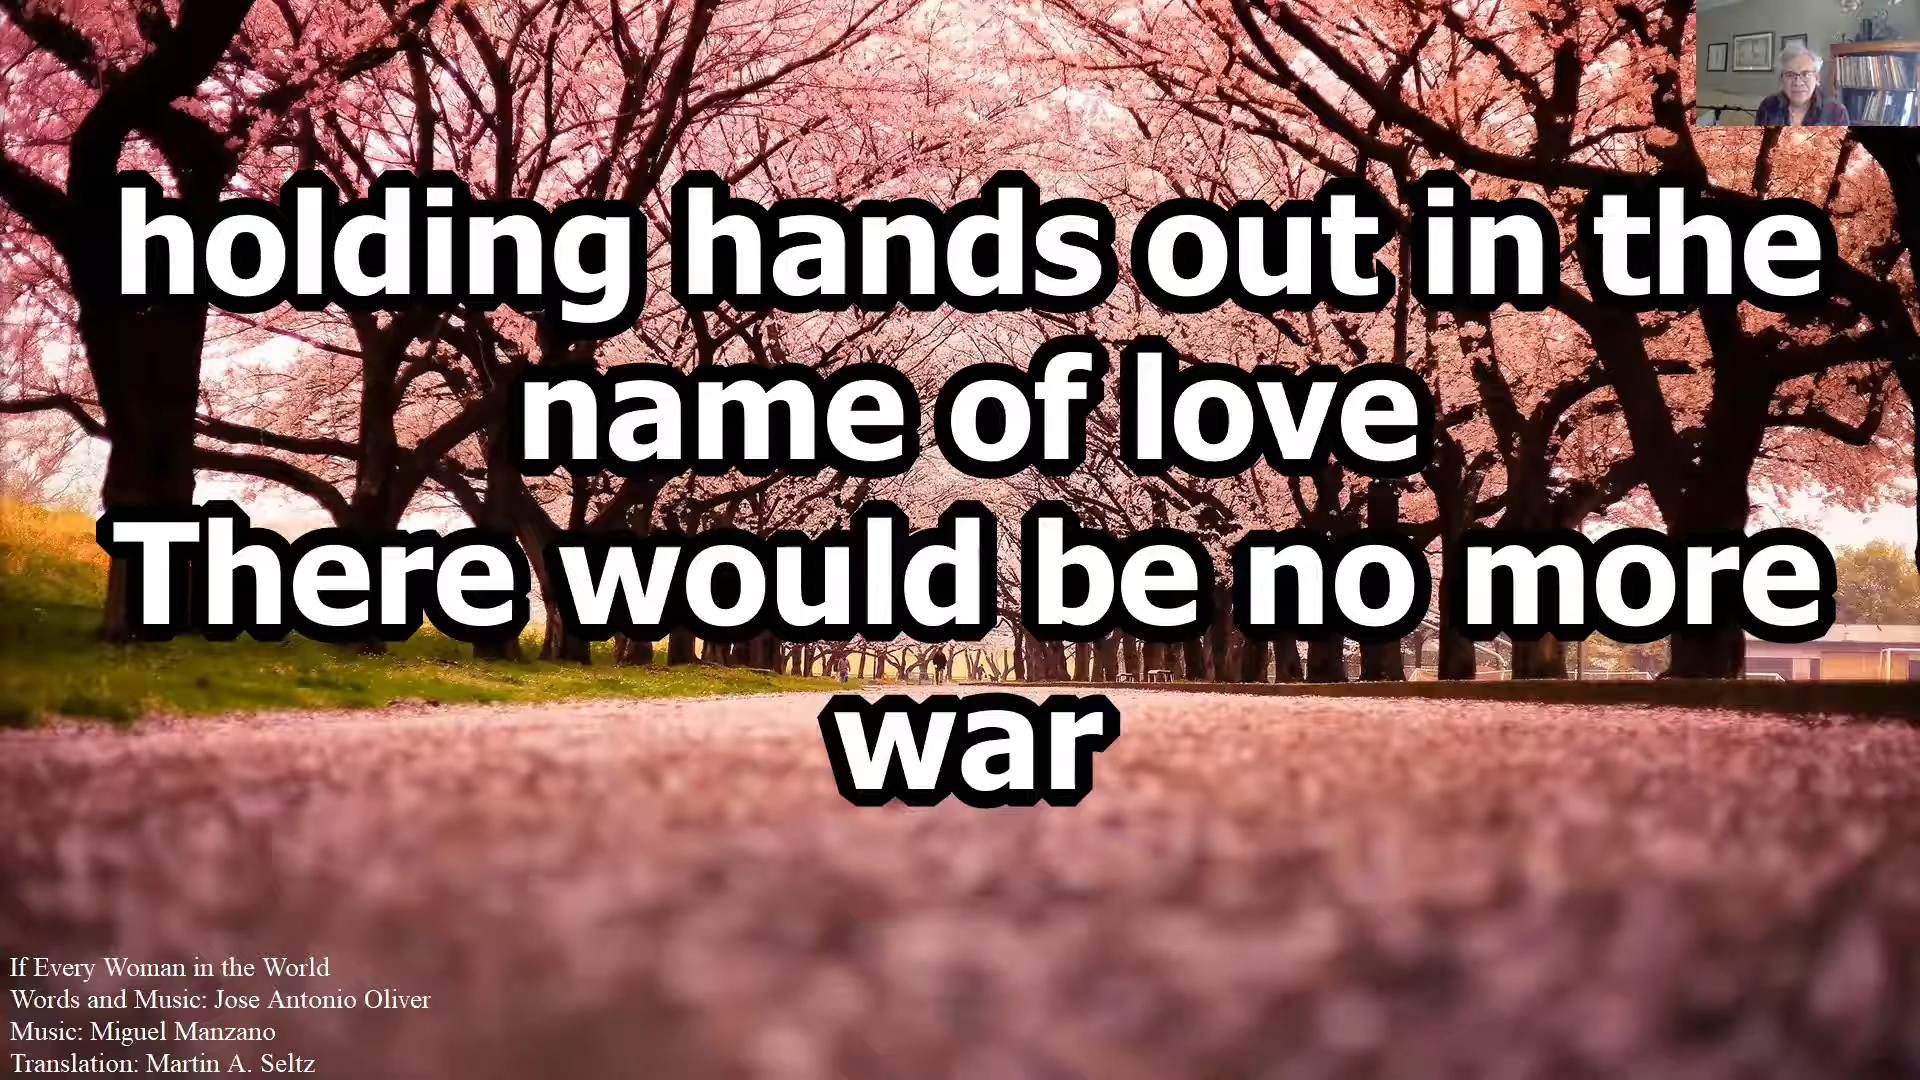 holding hands out in the
name of love
There would be no more
war
If Every Woman in the World
Words and Music: Jose Antonio Oliver
Music: Miguel Manzano
Translation: Martin A. Seltz